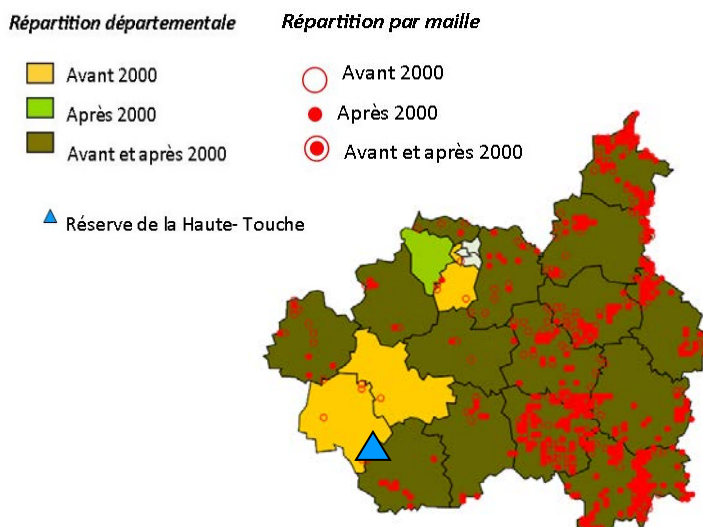 Répartition départementale
Avant 2000
Après 2000
Avant et après 2000
Réserve de la Haute- Touche
Répartition par maille
Avant 2000
Après 2000
Avant et après 2000